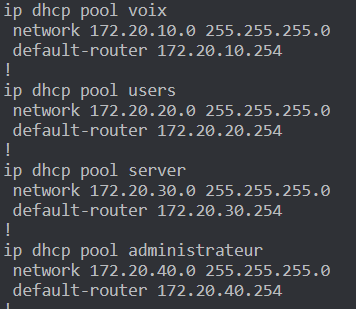 ip dhcp pool voix
network 172.20.10.0 255.255.255.0
default-router 172.20.10.254
!
ip dhcp pool users
network 172.20.20.0 255.255.255.0
default-router 172.20.20.254
!
ip dhcp pool server
network 172.20.30.0 255.255.255.0
default-router 172.20.30.254
!
ip dhcp pool administrateur
network 172.20.40.0 255.255.255.0
default-router 172.20.40.254
!